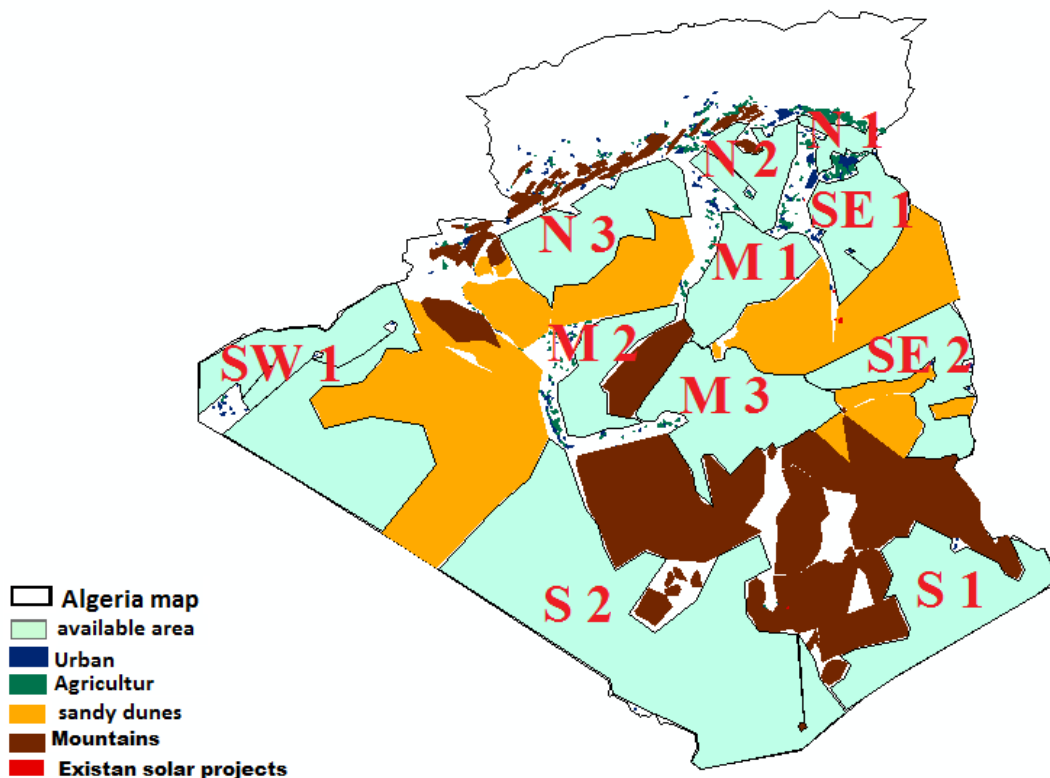 N 1
N 2
SE 1
N 3
M 1
M 2
SE 2
SW 1
M 3
S 2
S 1
Algeria map
available area
Urban
Agricultur
sandy dunes
Mountains
Existan solar projects